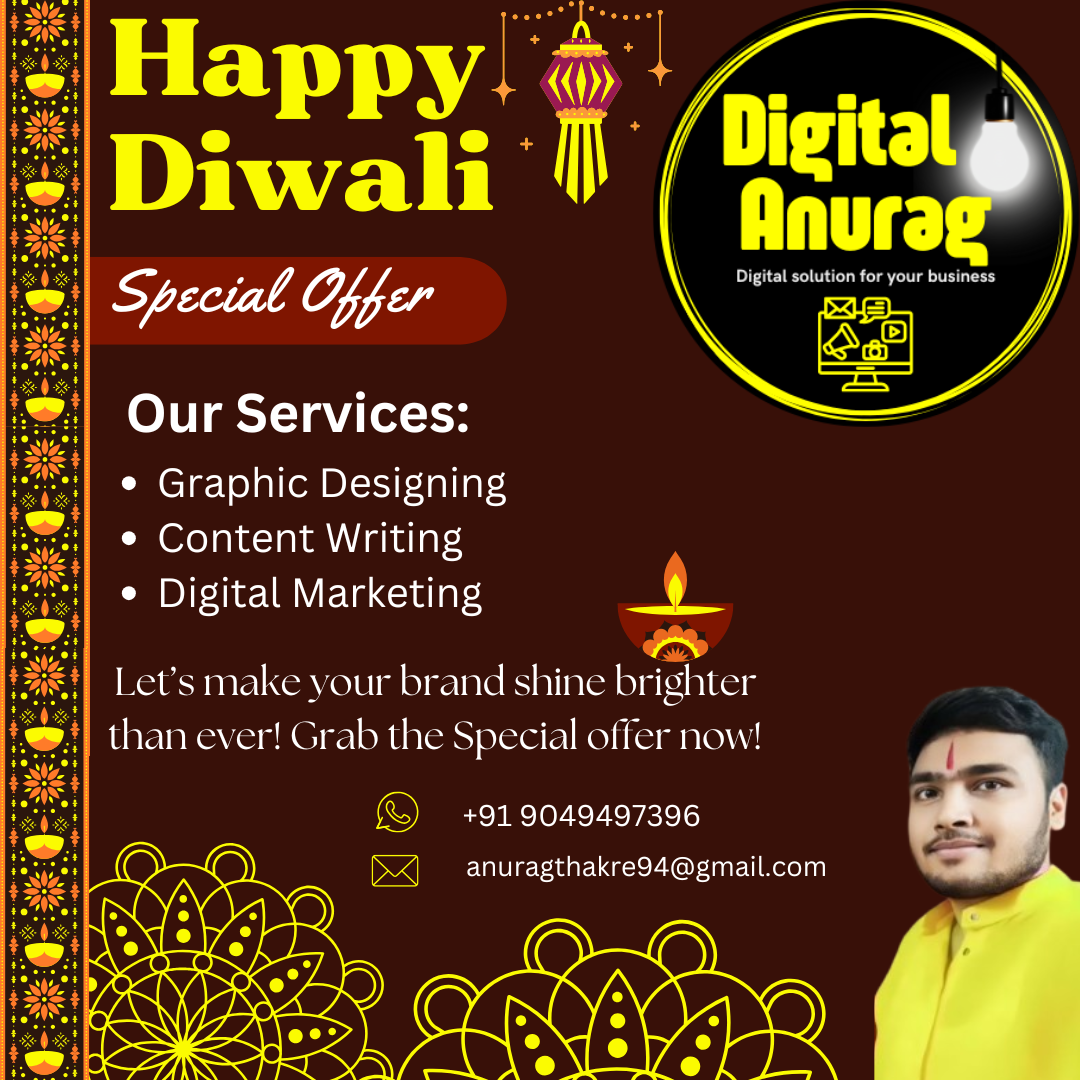 Happy
Diwali
Digital
Anurag
Digital solution for your business
Special Offer
Our Services:
• Graphic Designing
• Content Writing
• Digital Marketing
Let’s make your brand shine brighter
than ever! Grab the Special offer now!
+91 9049497396
anuragthakre94@gmail.com